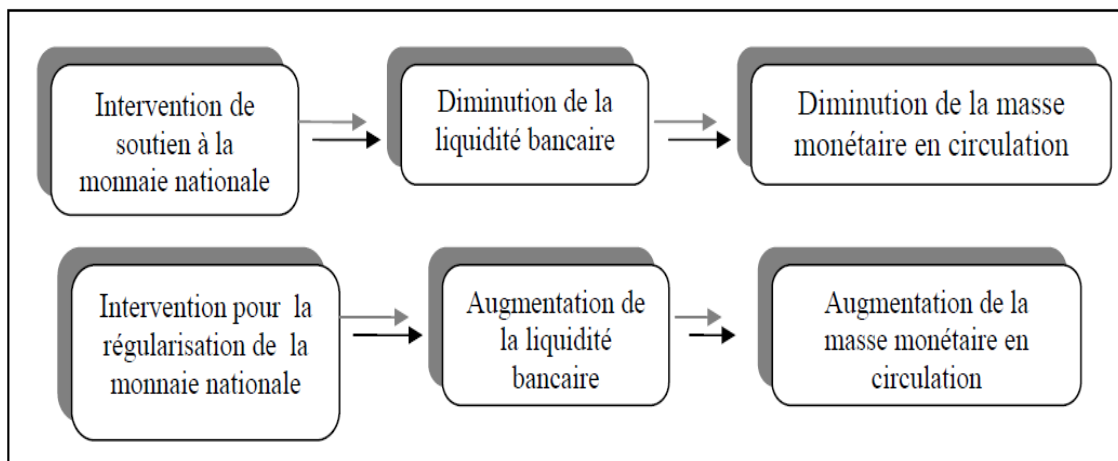 Intervention de
soutien à la
monnaie nationale
Diminution de la
liquidité bancaire
Diminution de la masse
monétaire en circulation
Intervention pour la
régularisation de la
monnaie nationale
Augmentation de
la liquidité
bancaire
Augmentation de la
masse monétaire en
circulation